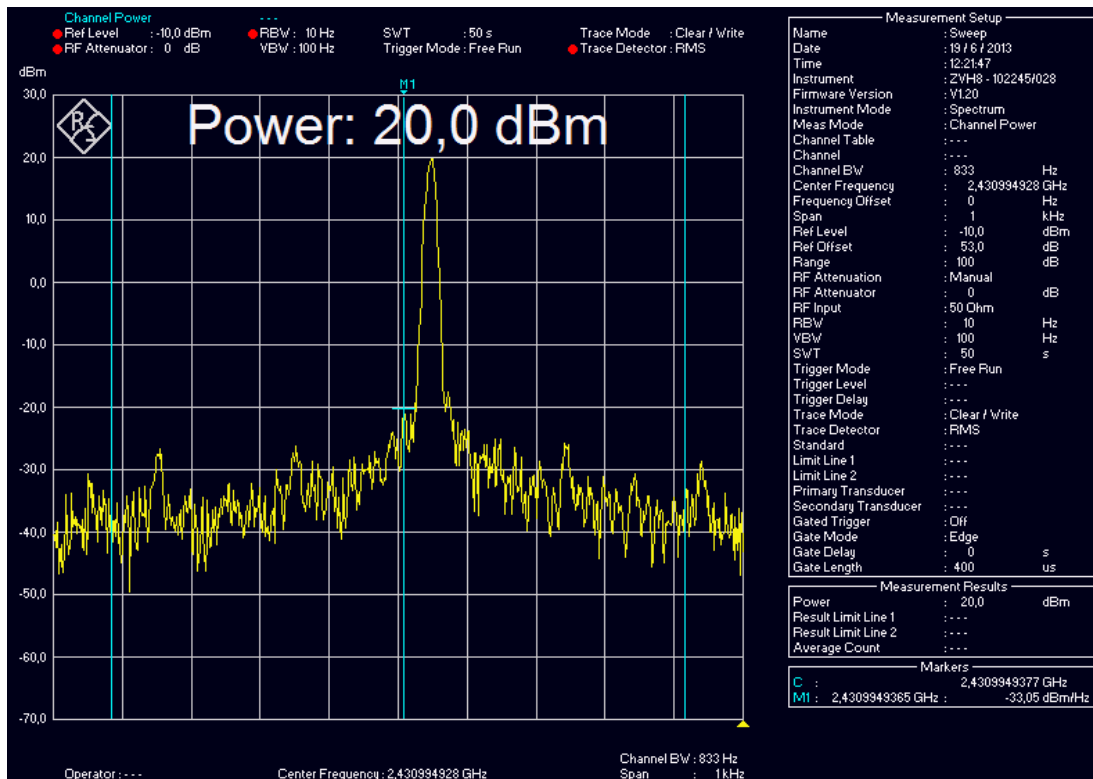 Channel Power - - -
Ref Level : -10,0 dBm RBW : 10 Hz SWT : 50 s Trace Mode : Clear / Write
RF Attenuator : 0 dB VBW : 100 Hz Trigger Mode : Free Run Trace Detector : RMS
dBm
M1
30,0
20,0
10,0
0,0
-10,0
-20,0
-30,0
-40,0
-50,0
-60,0
-70,0
R&S
Power: 20,0 dBm
Channel BW : 833 Hz
Operator : - - - Center Frequency : 2,430994928 GHz Span : 1 kHz
Measurement Setup
Name : Sweep
Date : 19 / 6 / 2013
Time : 12:21:47
Instrument : ZVH8 - 102245/028
Firmware Version : V1.20
Instrument Mode : Spectrum
Meas Mode : Channel Power
Channel Table : - - -
Channel : - - -
Channel BW : 833 Hz
Center Frequency : 2,430994928 GHz
Frequency Offset : 0 Hz
Span : 1 kHz
Ref Level : -10,0 dBm
Ref Offset : 53,0 dB
Range : 100 dB
RF Attenuation : Manual
RF Attenuator : 0 dB
RF Input : 50 Ohm
RBW : 10 Hz
VBW : 100 Hz
SWT : 50 s
Trigger Mode : Free Run
Trigger Level : - - -
Trigger Delay : - - -
Trace Mode : Clear / Write
Trace Detector : RMS
Standard : - - -
Limit Line 1 : - - -
Limit Line 2 : - - -
Primary Transducer : - - -
Secondary Transducer : - - -
Gated Trigger : Off
Gate Mode : Edge
Gate Delay : 0 s
Gate Length : 400 us
Measurement Results
Power : 20,0 dBm
Result Limit Line 1 : - - -
Result Limit Line 2 : - - -
Average Count : - - -
Markers
C : 2,4309949377 GHz
M1 : 2,4309949365 GHz : -33,05 dBm/Hz